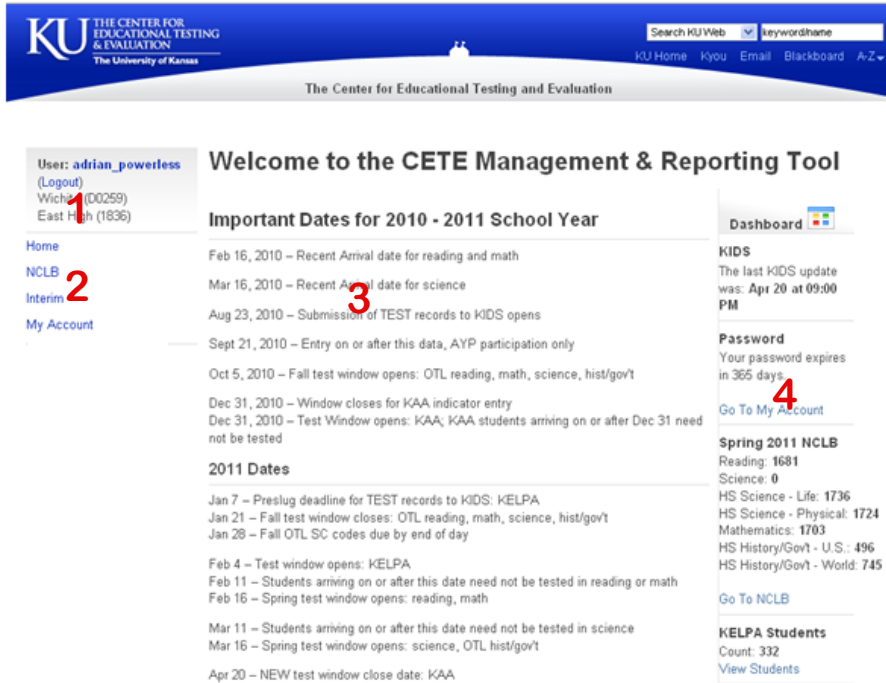 KU
THE CENTER FOR
EDUCATIONAL TESTING
& EVALUATION
The University of Kansas
Search KU Web
keyword/name
KU Home Kyou Email Blackboard A-Z
The Center for Educational Testing and Evaluation
User: adrian_powerless
(Logout)
Wichita (D0259)
East High (1836)
1
Home
NCLB
Interim
My Account
2
Welcome to the CETE Management & Reporting Tool
Important Dates for 2010 - 2011 School Year
Feb 16, 2010 – Recent Arrival date for reading and math
Mar 16, 2010 – Recent Arrival date for science
3
Aug 23, 2010 – Submission of TEST records to KIDS opens
Sept 21, 2010 – Entry on or after this data, AYP participation only
Oct 5, 2010 – Fall test window opens: OTL reading, math, science, hist/gov't
Dec 31, 2010 – Window closes for KAA indicator entry
Dec 31, 2010 – Test Window opens: KAA; KAA students arriving on or after Dec 31 need
not be tested
2011 Dates
Jan 7 – Preslug deadline for TEST records to KIDS: KELPA
Jan 21 – Fall test window closes: OTL reading, math, science, hist/gov't
Jan 28 – Fall OTL SC codes due by end of day
Feb 4 – Test window opens: KELPA
Feb 11 – Students arriving on or after this date need not be tested in reading or math
Feb 16 – Spring test window opens: reading, math
Mar 11 – Students arriving on or after this date need not be tested in science
Mar 16 – Spring test window opens: science, OTL hist/gov't
Apr 20 – NEW test window close date: KAA
Dashboard
KIDS
The last KIDS update
was: Apr 20 at 09:00
PM
Password
Your password expires
in 365 days.
4
Go To My Account
Spring 2011 NCLB
Reading: 1681
Science: 0
HS Science - Life: 1736
HS Science - Physical: 1724
Mathematics: 1703
HS History/Gov't - U.S.: 496
HS History/Gov't - World: 745
Go To NCLB
KELPA Students
Count: 332
View Students